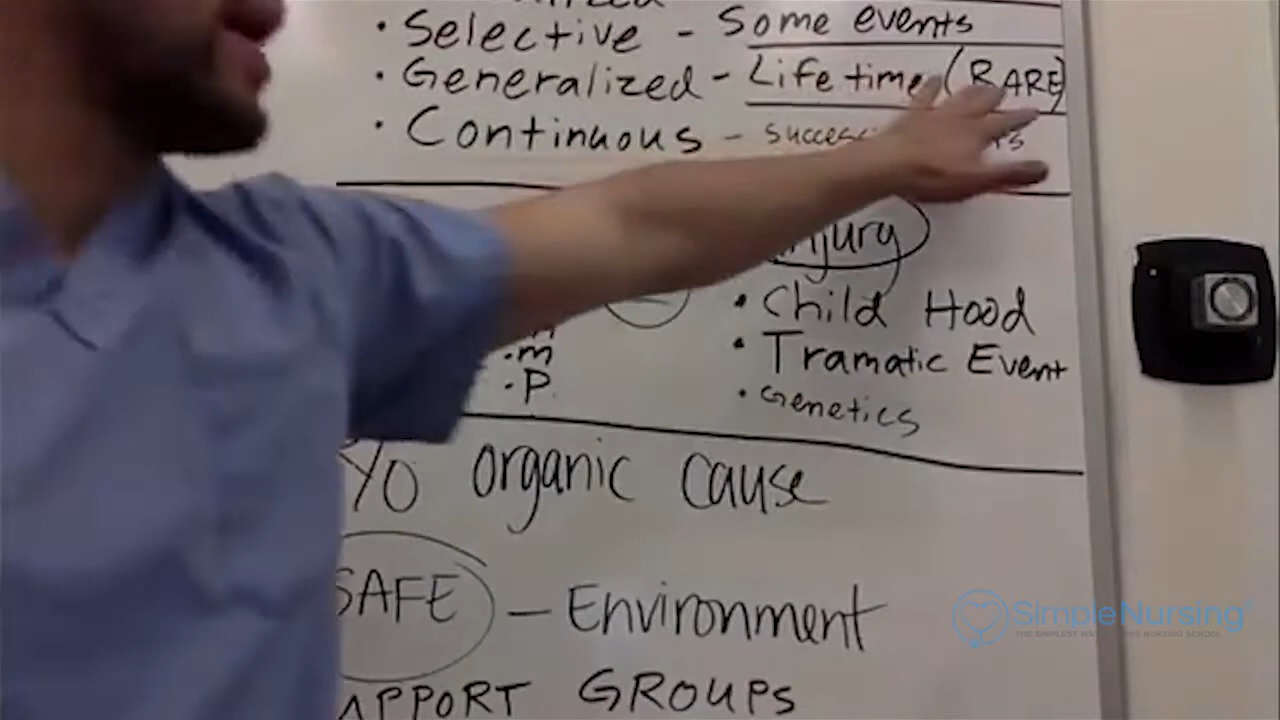 • Selective - Some events
• Generalized - Life time (RARE)
• Continuous -
injury
• Child Hood
.m
• Tramatic Event
.P
• Genetics
organic cause
SAFE - Environment
GROUPS
SimpleNursing